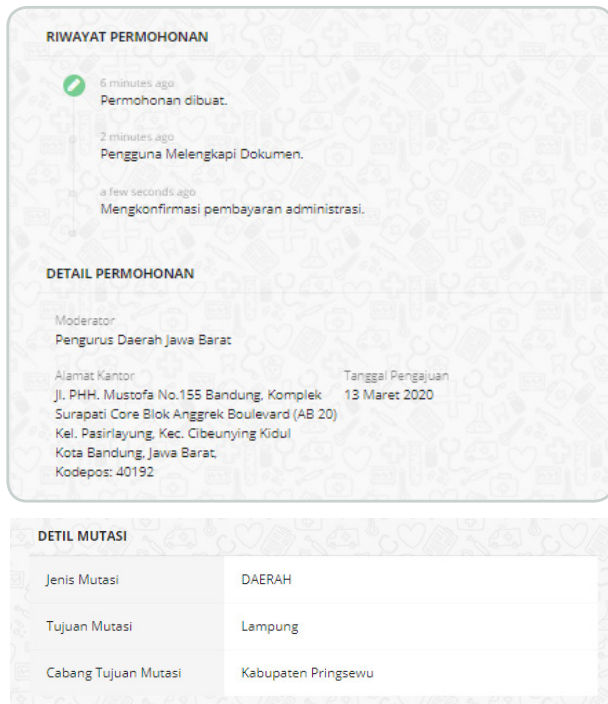 RIWAYAT PERMOHONAN
6 minutes ago
Permohonan dibuat.
2 minutes ago
Pengguna Melengkapi Dokumen.
a few seconds ago
Mengkonfirmasi pembayaran administrasi.
DETAIL PERMOHONAN
Moderator
Pengurus Daerah Jawa Barat
Alamat Kantor
Jl. PHH. Mustofa No.155 Bandung, Komplek
Surapati Core Blok Anggrek Boulevard (AB 20)
Kel. Pasirlayung, Kec. Cibeunying Kidul
Kota Bandung, Jawa Barat,
Kodepos: 40192
Tanggal Pengajuan
13 Maret 2020
DETIL MUTASI
Jenis Mutasi DAERAH
Tujuan Mutasi Lampung
Cabang Tujuan Mutasi Kabupaten Pringsewu